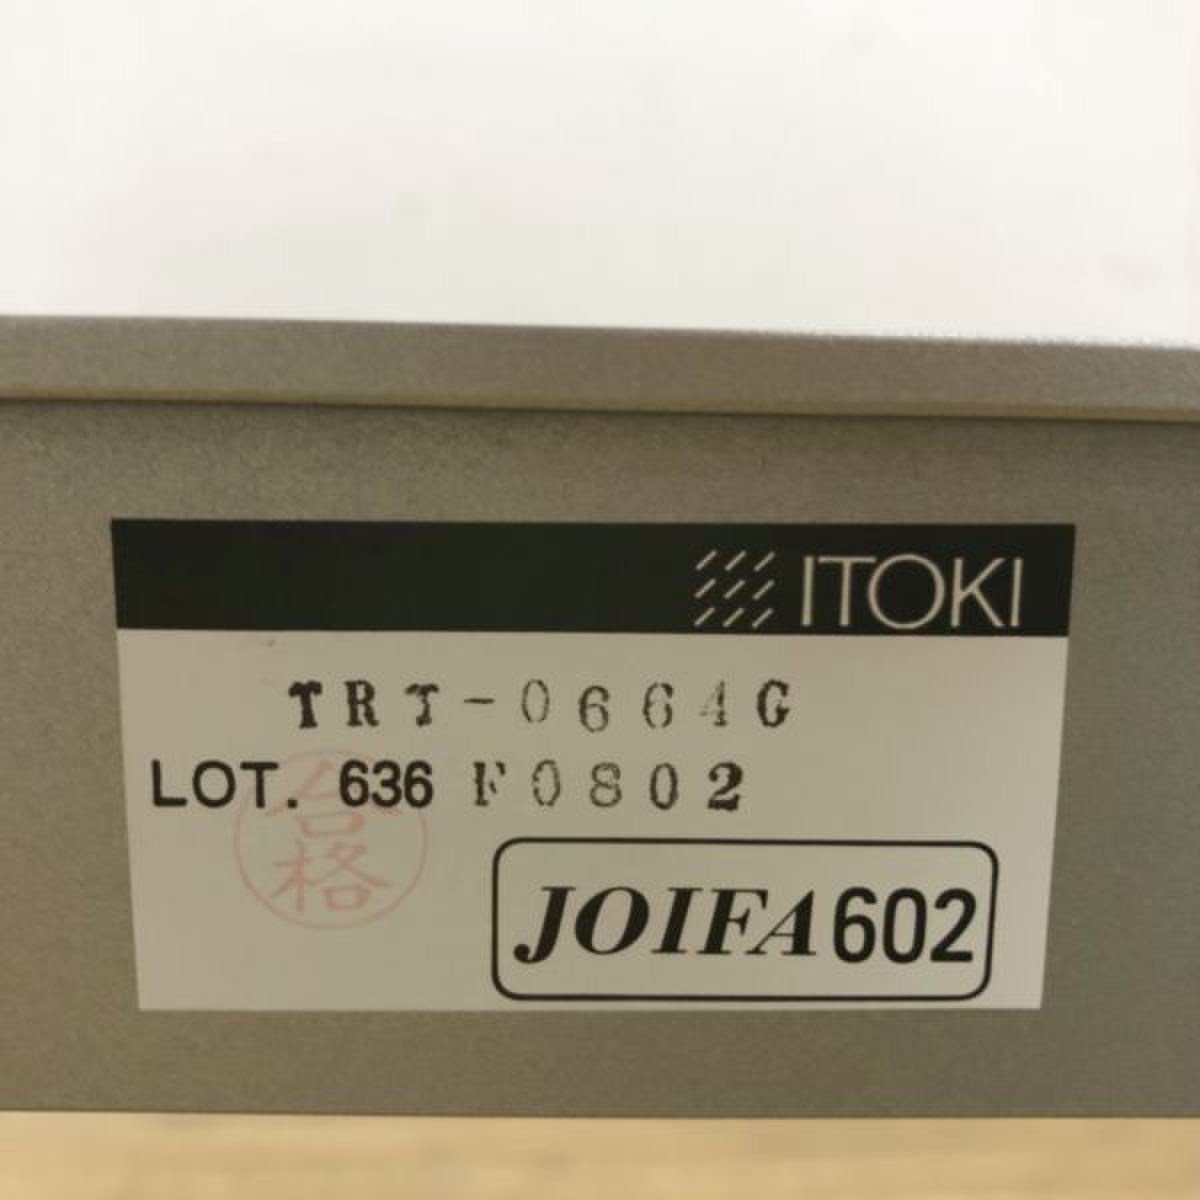 ITOKI
TRT-0664G
LOT. 636 F0802
合格
JOIFA602